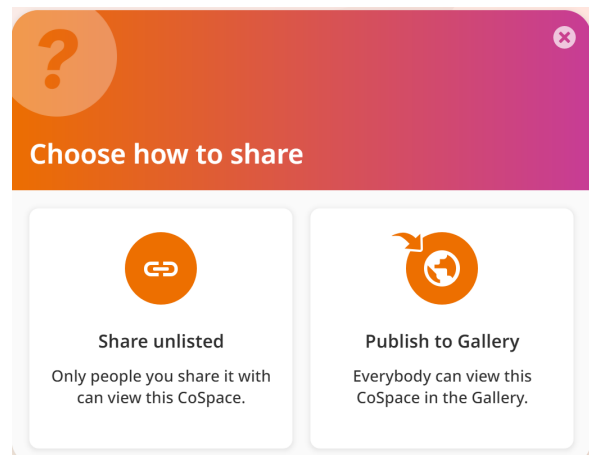 ?
Choose how to share
Share unlisted
Only people you share it with
can view this CoSpace.
Publish to Gallery
Everybody can view this
CoSpace in the Gallery.